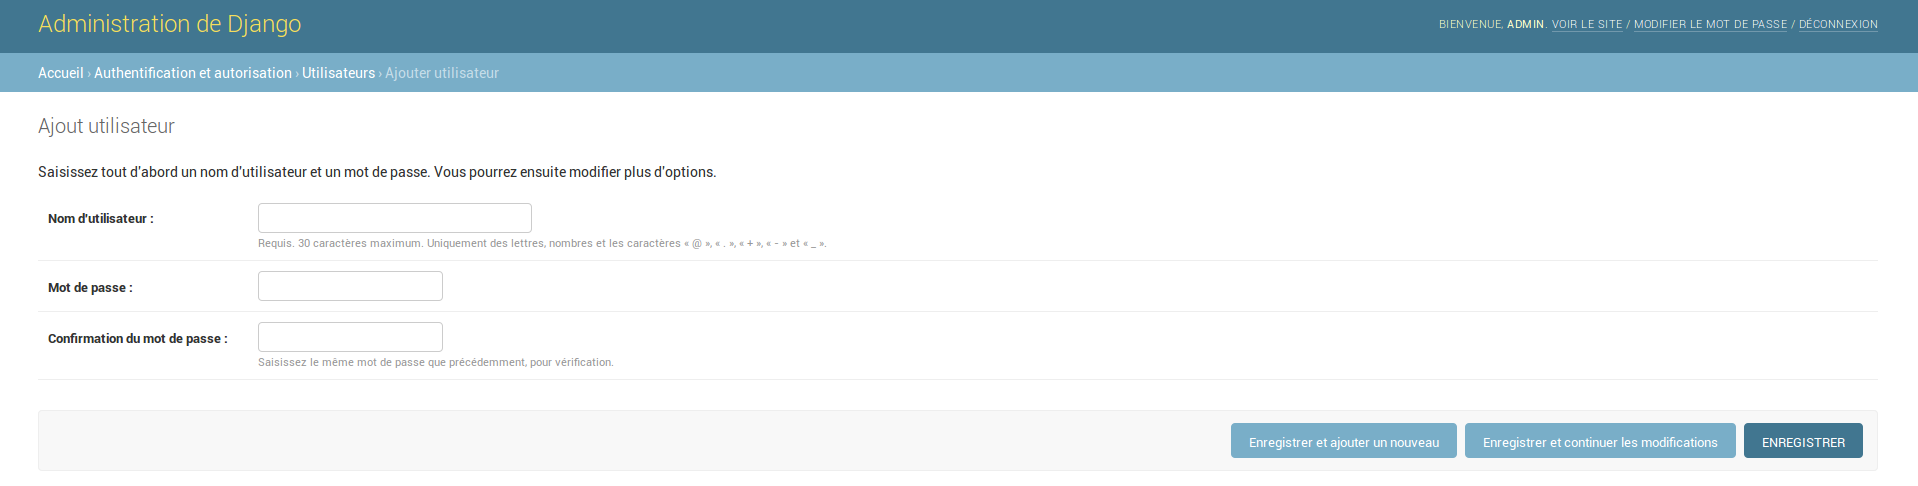 Administration de Django
BIENVENUE, ADMIN. VOIR LE SITE / MODIFIER LE MOT DE PASSE / DÉCONNEXION
Accueil › Authentification et autorisation › Utilisateurs › Ajouter utilisateur
Ajout utilisateur
Saisissez tout d'abord un nom d'utilisateur et un mot de passe. Vous pourrez ensuite modifier plus d'options.
Nom d'utilisateur :
Requis. 30 caractères maximum. Uniquement des lettres, nombres et les caractères « @ », « . », « + », « - » et « _ ».
Mot de passe :
Confirmation du mot de passe :
Saisissez le même mot de passe que précédemment, pour vérification.
Enregistrer et ajouter un nouveau
Enregistrer et continuer les modifications
ENREGISTRER